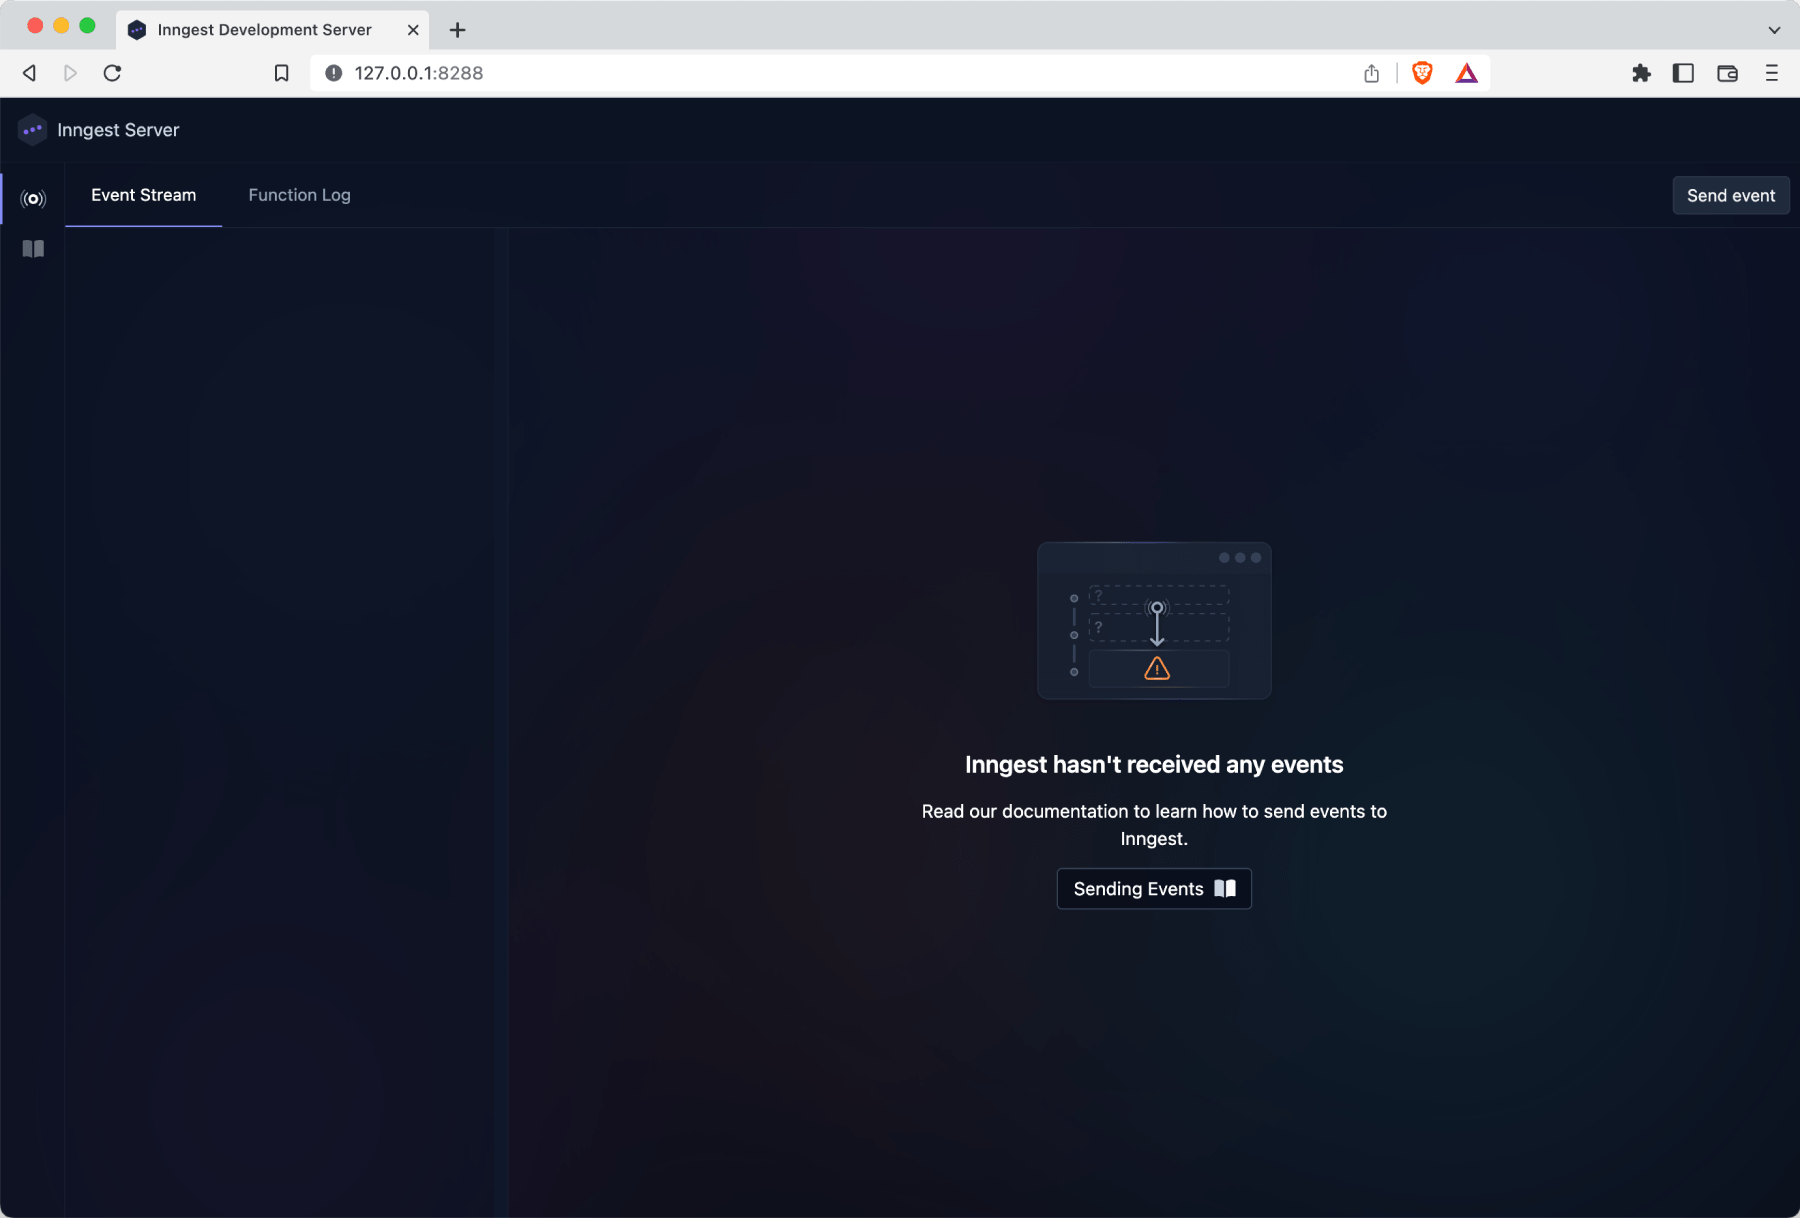 Inngest Development Server
127.0.0.1:8288
Inngest Server
Event Stream
Function Log
Send event
?
?
Inngest hasn't received any events
Read our documentation to learn how to send events to
Inngest.
Sending Events